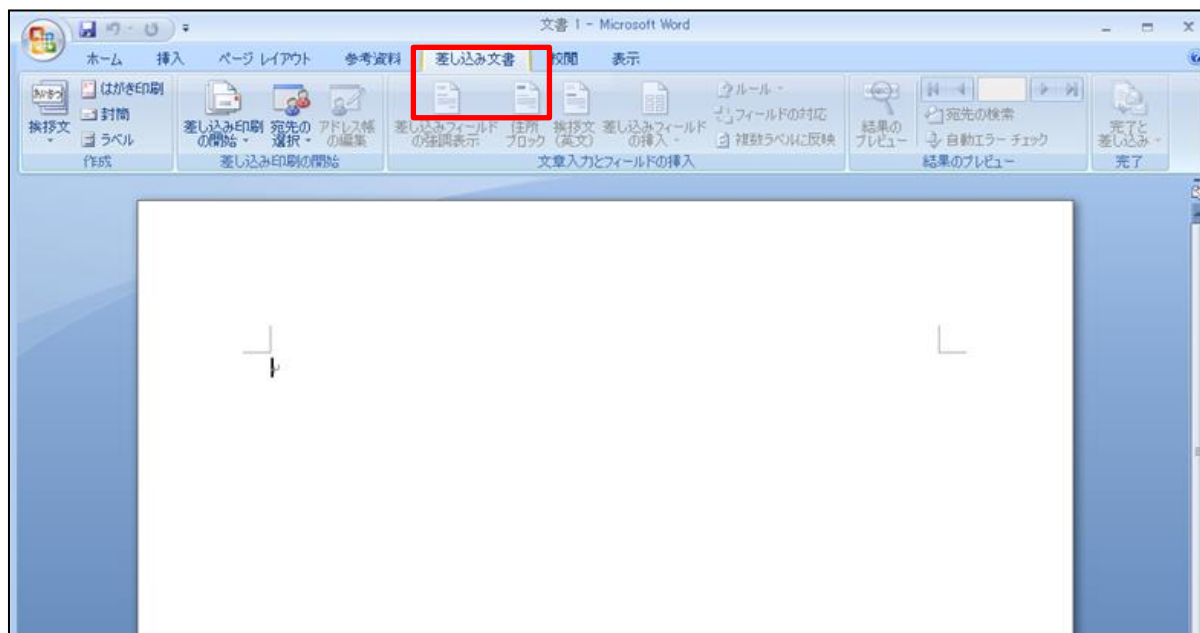 文書 1 - Microsoft Word
ホーム 挿入 ページ レイアウト 参考資料 差し込み文書 校閲 表示
あいさつ
挨拶文
はがき印刷
封筒
ラベル
作成
差し込み印刷
の開始
宛先の
選択
アドレス帳
の編集
差し込み印刷の開始
差し込みフィールド
の強調表示
住所
ブロック
挨拶文
(英文)
差し込みフィールド
の挿入
ルール
フィールドの対応
複数ラベルに反映
文章入力とフィールドの挿入
結果の
プレビュー
宛先の検索
自動エラー チェック
結果のプレビュー
完了と
差し込み
完了